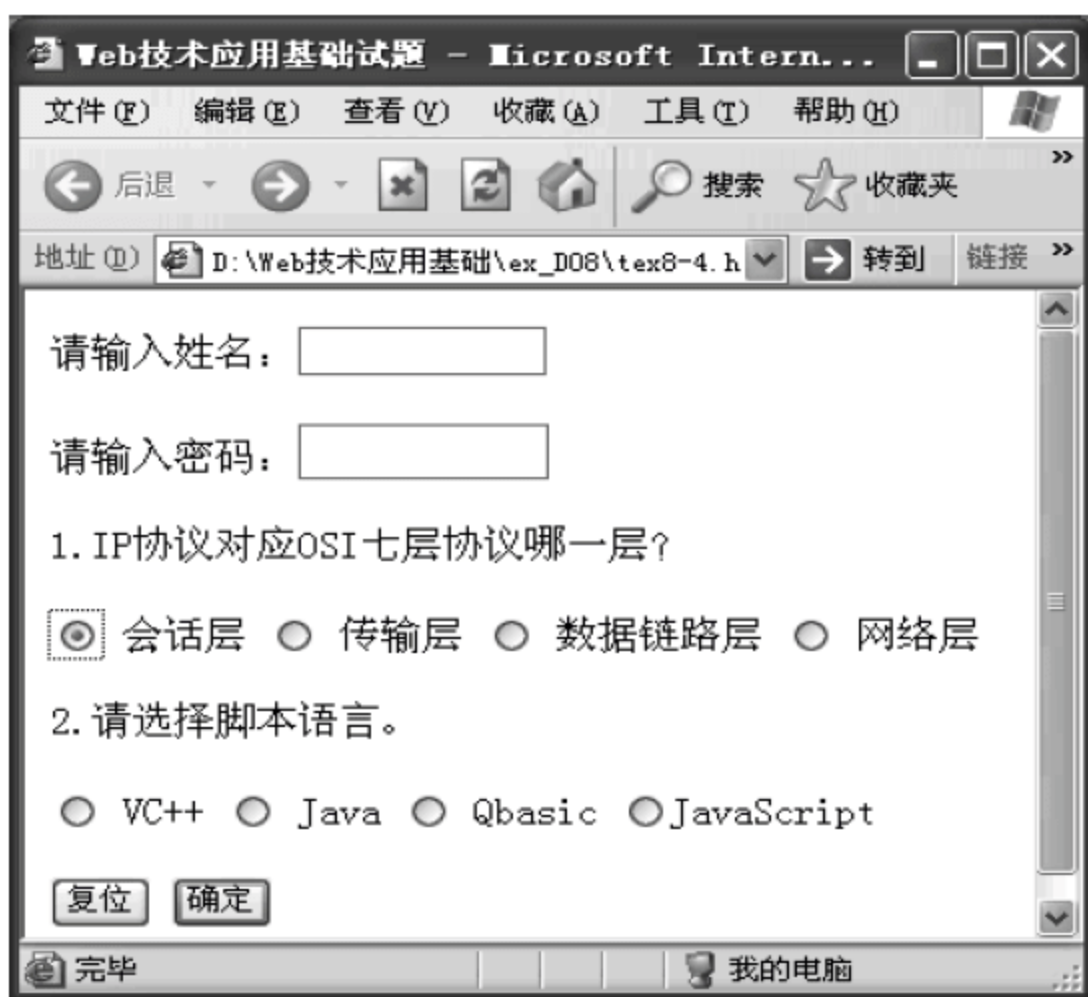 Web技术应用基础试题 - Microsoft Intern...
文件(F) 编辑(E) 查看(V) 收藏(A) 工具(T) 帮助(H)
后退 搜索 收藏夹 »
地址(D) D:\Web技术应用基础\ex_D08\tex8-4.h 转到 链接 »
请输入姓名：
请输入密码：
1.IP协议对应OSI七层协议哪一层?
会话层 传输层 数据链路层 网络层
2.请选择脚本语言。
VC++ Java Qbasic JavaScript
复位 确定
完毕 我的电脑